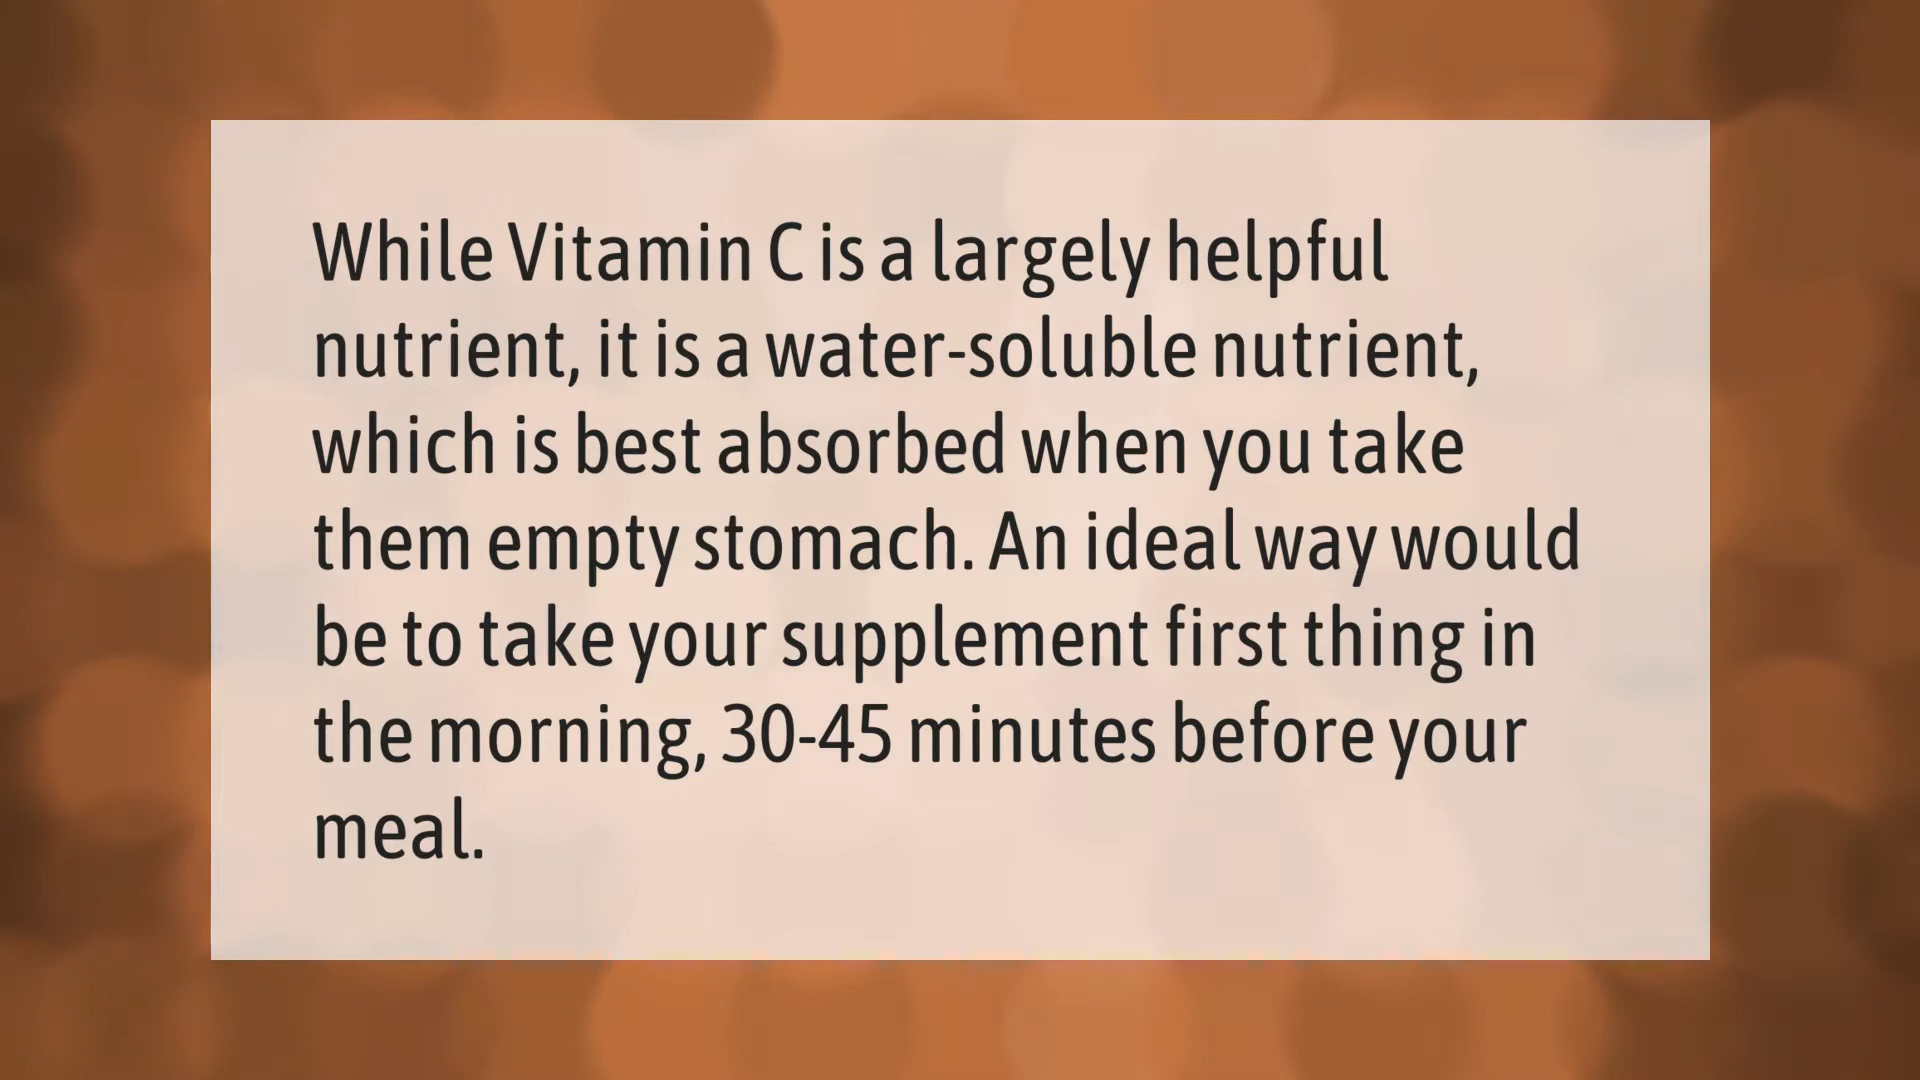 While Vitamin C is a largely helpful
nutrient, it is a water-soluble nutrient,
which is best absorbed when you take
them empty stomach. An ideal way would
be to take your supplement first thing in
the morning, 30-45 minutes before your
meal.